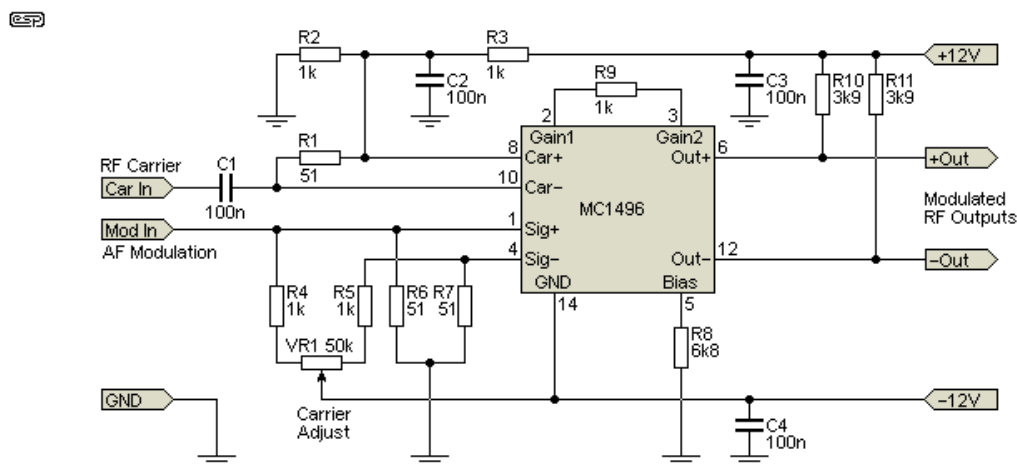 esp
R2
1k
R3
1k
C2
100n
C3
100n
R10
3k9
R11
3k9
+12V
R9
1k
2
3
Gain1
Gain2
R1
51
8
Car+
Out+
6
+Out
RF Carrier
Car In
C1
100n
10
Car–
MC1496
Modulated
RF Outputs
Mod In
AF Modulation
1
Sig+
4
Sig–
Out–
12
–Out
GND
Bias
14
5
R4
1k
R5
1k
R6
51
R7
51
R8
6k8
VR1 50k
Carrier
Adjust
GND
–12V
C4
100n